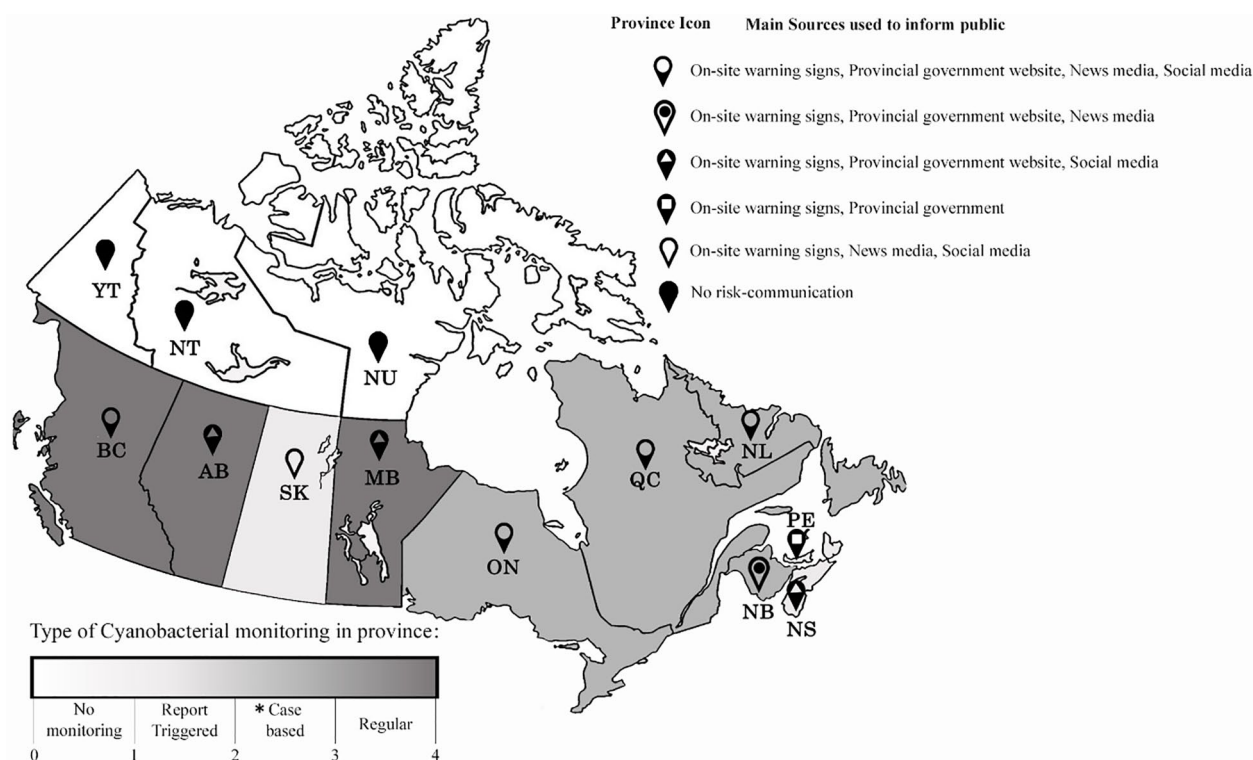 Province Icon Main Sources used to inform public
On-site warning signs, Provincial government website, News media, Social media
On-site warning signs, Provincial government website, News media
On-site warning signs, Provincial government website, Social media
On-site warning signs, Provincial government
On-site warning signs, News media, Social media
No risk-communication
YT
NT
NU
BC
AB
SK
MB
ON
QC
NL
PE
NB
NS
Type of Cyanobacterial monitoring in province:
No monitoring
Report Triggered
* Case based
Regular
0 1 2 3 4